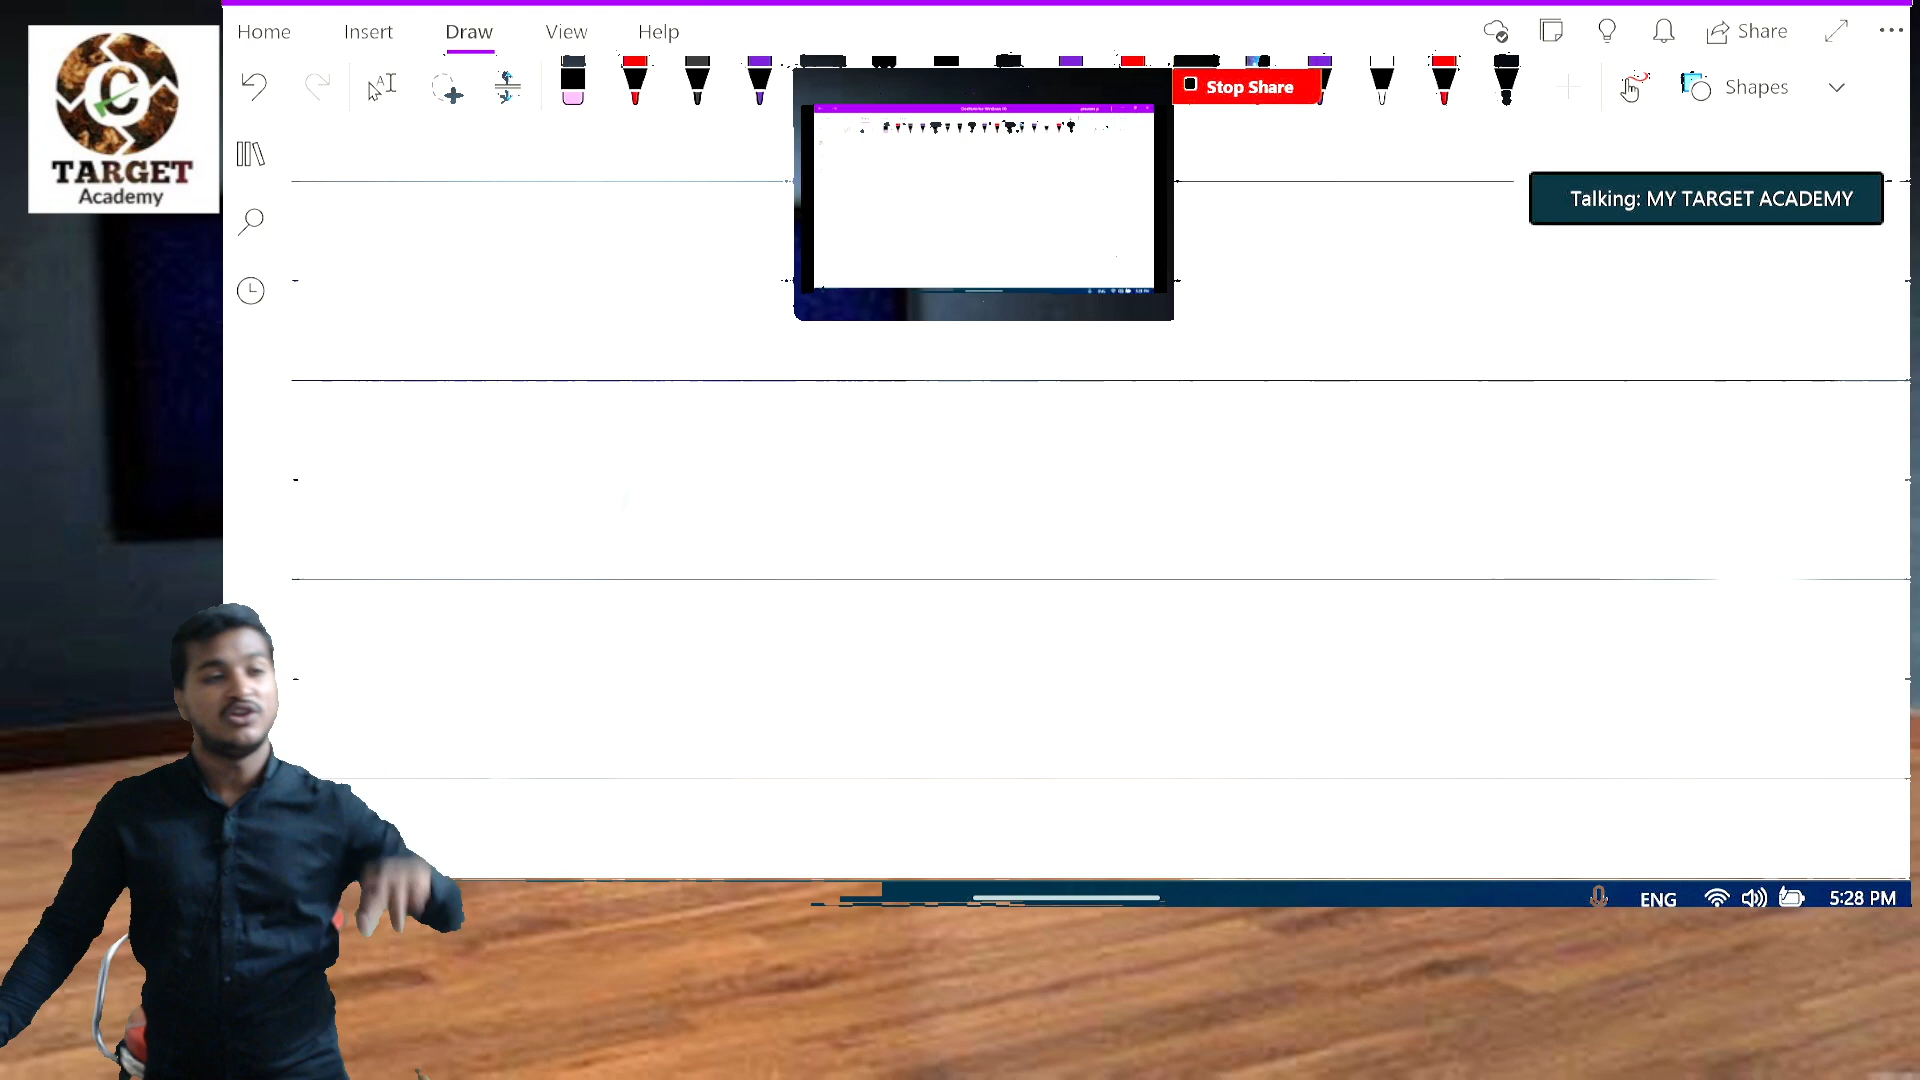 TARGET
Academy
Home Insert Draw View Help
Share
Stop Share
Shapes
Talking: MY TARGET ACADEMY
ENG 5:28 PM